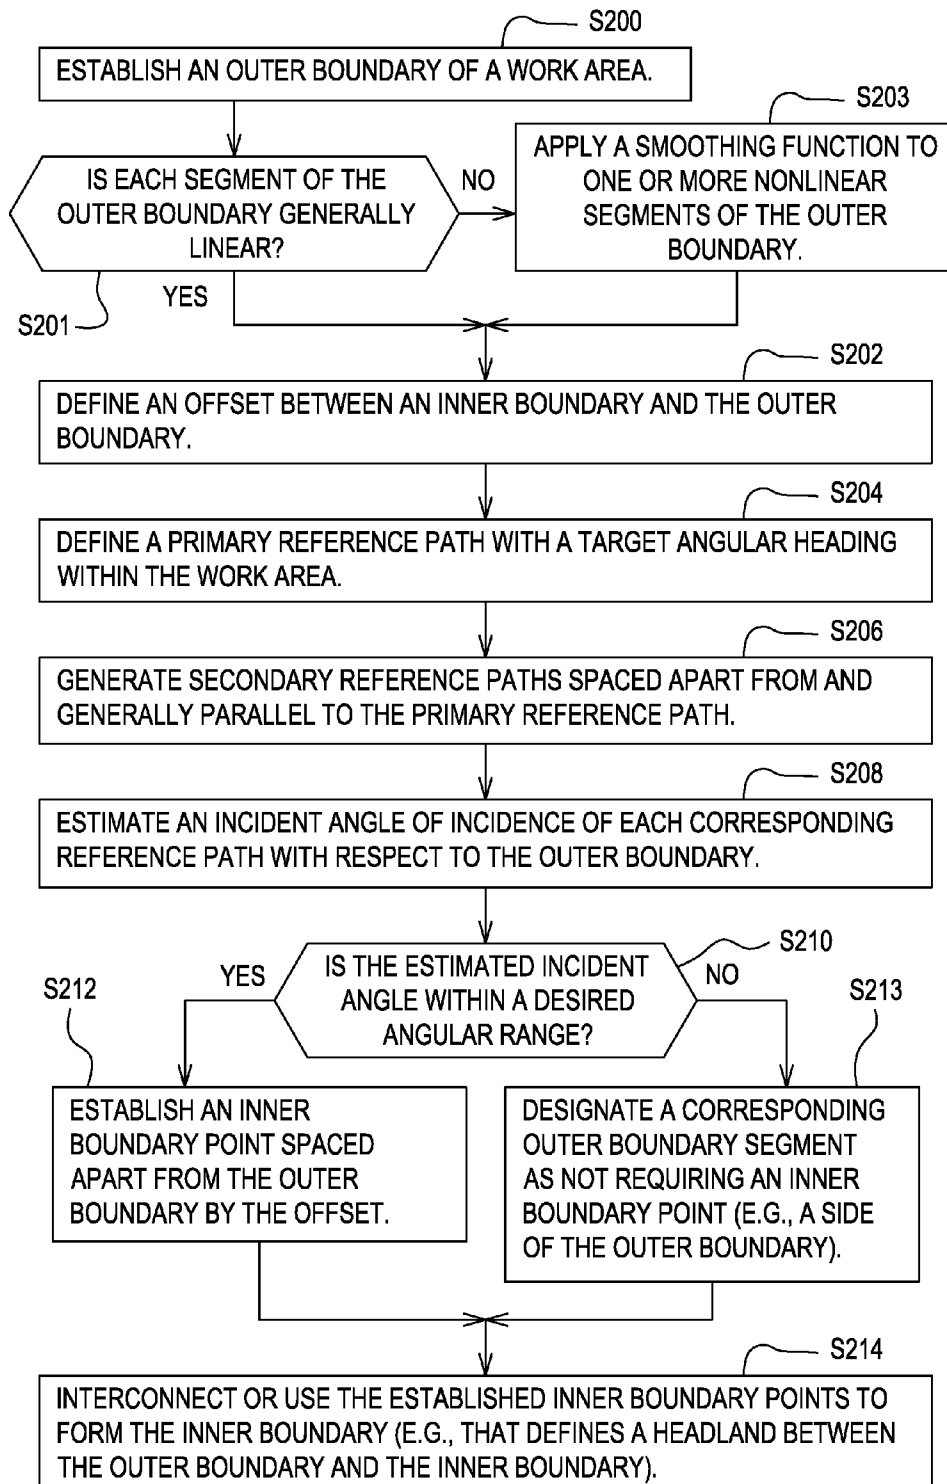 S200
ESTABLISH AN OUTER BOUNDARY OF A WORK AREA.
S203
IS EACH SEGMENT OF THE
OUTER BOUNDARY GENERALLY
LINEAR?
NO
APPLY A SMOOTHING FUNCTION TO
ONE OR MORE NONLINEAR
SEGMENTS OF THE OUTER
BOUNDARY.
YES
S201
S202
DEFINE AN OFFSET BETWEEN AN INNER BOUNDARY AND THE OUTER
BOUNDARY.
S204
DEFINE A PRIMARY REFERENCE PATH WITH A TARGET ANGULAR HEADING
WITHIN THE WORK AREA.
S206
GENERATE SECONDARY REFERENCE PATHS SPACED APART FROM AND
GENERALLY PARALLEL TO THE PRIMARY REFERENCE PATH.
S208
ESTIMATE AN INCIDENT ANGLE OF INCIDENCE OF EACH CORRESPONDING
REFERENCE PATH WITH RESPECT TO THE OUTER BOUNDARY.
S210
IS THE ESTIMATED INCIDENT
ANGLE WITHIN A DESIRED
ANGULAR RANGE?
YES
NO
S212
S213
ESTABLISH AN INNER
BOUNDARY POINT SPACED
APART FROM THE OUTER
BOUNDARY BY THE OFFSET.
DESIGNATE A CORRESPONDING
OUTER BOUNDARY SEGMENT
AS NOT REQUIRING AN INNER
BOUNDARY POINT (E.G., A SIDE
OF THE OUTER BOUNDARY).
S214
INTERCONNECT OR USE THE ESTABLISHED INNER BOUNDARY POINTS TO
FORM THE INNER BOUNDARY (E.G., THAT DEFINES A HEADLAND BETWEEN
THE OUTER BOUNDARY AND THE INNER BOUNDARY).